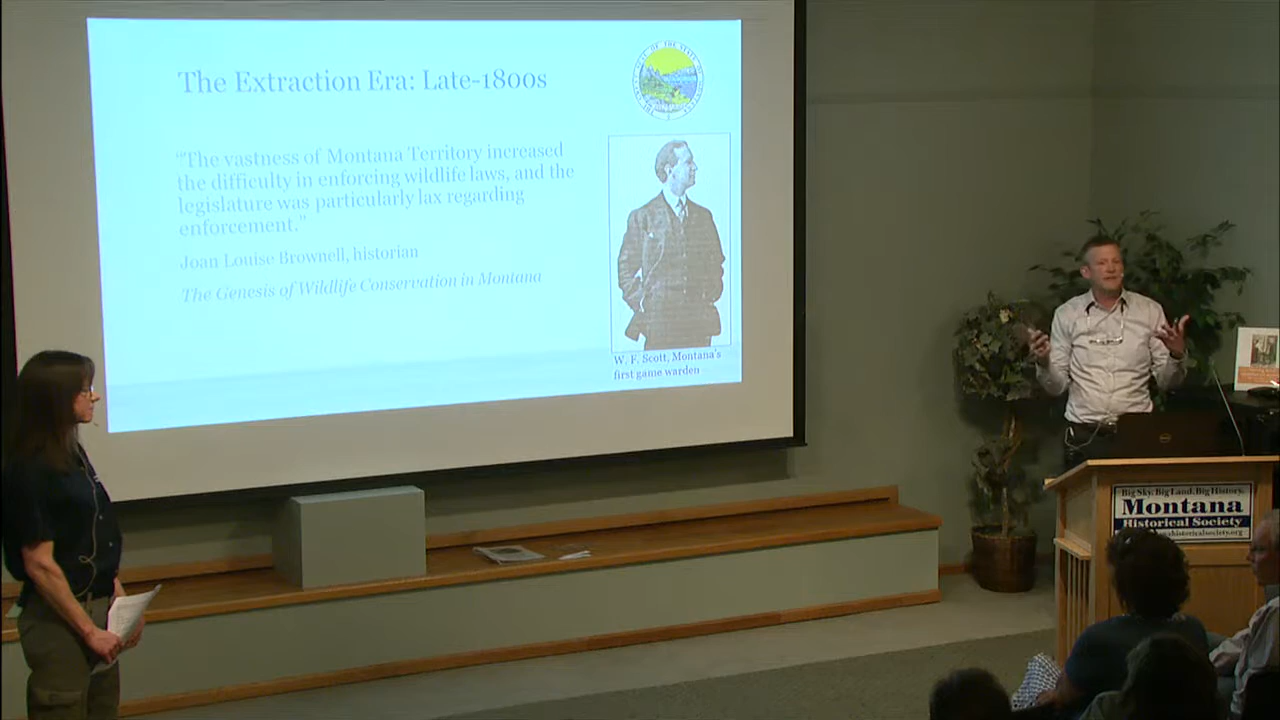 The Extraction Era: Late-1800s
"The vastness of Montana Territory increased
the difficulty in enforcing wildlife laws, and the
legislature was particularly lax regarding
enforcement."
Joan Louise Brownell, historian
The Genesis of Wildlife Conservation in Montana
W. F. Scott, Montana's
first game warden
Big Sky. Big Land. Big History.
Montana
Historical Society